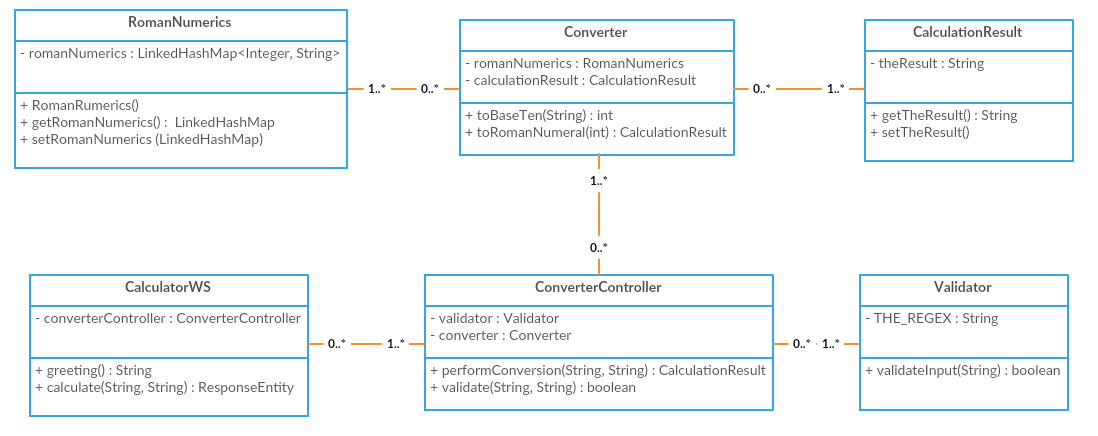 RomanNumerics
- romanNumerics : LinkedHashMap<Integer, String>
+ RomanRumerics()
+ getRomanNumerics() : LinkedHashMap
+ setRomanNumerics (LinkedHashMap)
1..*
0..*
Converter
- romanNumerics : RomanNumerics
- calculationResult : CalculationResult
+ toBaseTen(String) : int
+ toRomanNumeral(int) : CalculationResult
0..*
1..*
CalculationResult
- theResult : String
+ getTheResult() : String
+ setTheResult()
1..*
0..*
CalculatorWS
- converterController : ConverterController
+ greeting() : String
+ calculate(String, String) : ResponseEntity
0..*
1..*
ConverterController
- validator : Validator
- converter : Converter
+ performConversion(String, String) : CalculationResult
+ validate(String, String) : boolean
0..*
1..*
Validator
- THE_REGEX : String
+ validateInput(String) : boolean